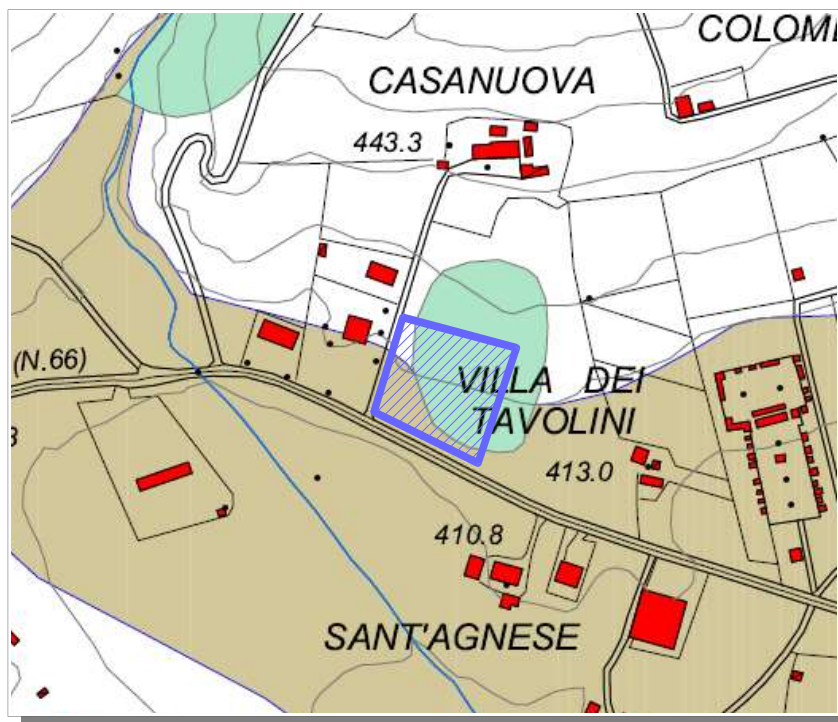 COLOM
CASANUOVA
443.3
(N.66)
VILLA DEI
TAVOLINI
413.0
410.8
SANT'AGNESE